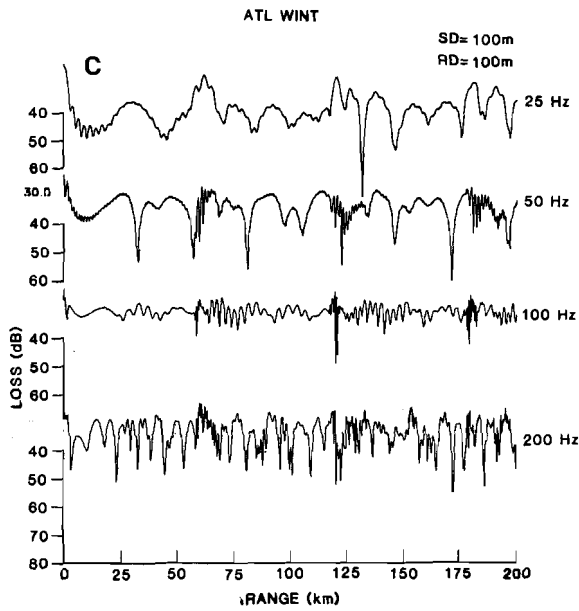 ATL WINT
SD= 100m
RD= 100m
C
40
50
60
25 Hz
30.0
40
50
60
50 Hz
40
50
60
100 Hz
40
50
60
70
80
200 Hz
LOSS (dB)
0 25 50 75 100 125 150 175 200
RANGE (km)